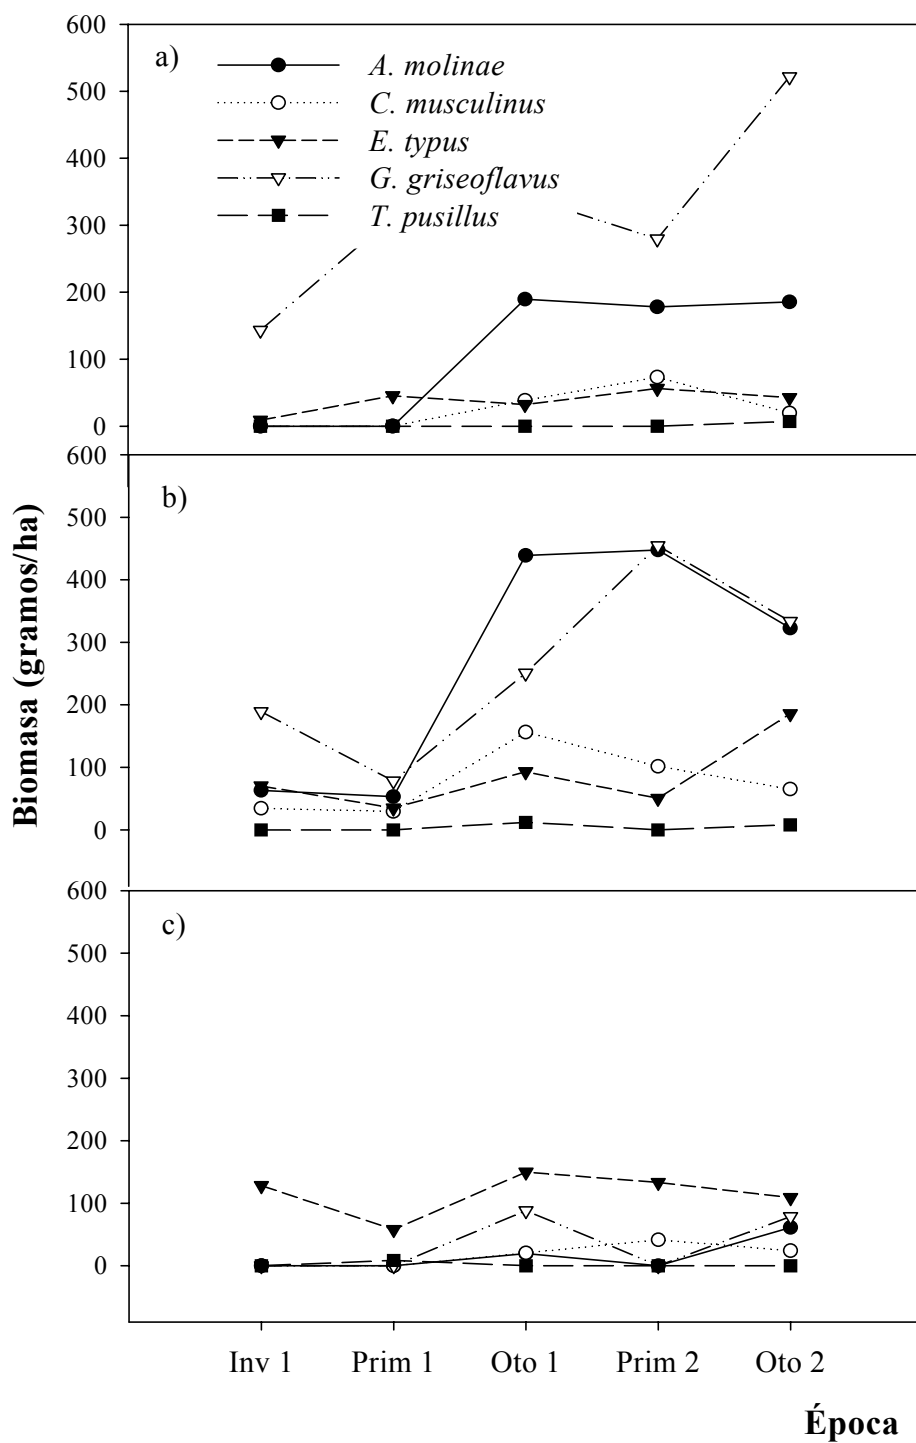 600
a)
A. molinae
C. musculinus
500
E. typus
400
G. griseoflavus
T. pusillus
300
200
100
0
Biomasa (gramos/ha)
600
b)
500
400
300
200
100
0
600
c)
500
400
300
200
100
0
Inv 1 Prim 1 Oto 1 Prim 2 Oto 2
Época